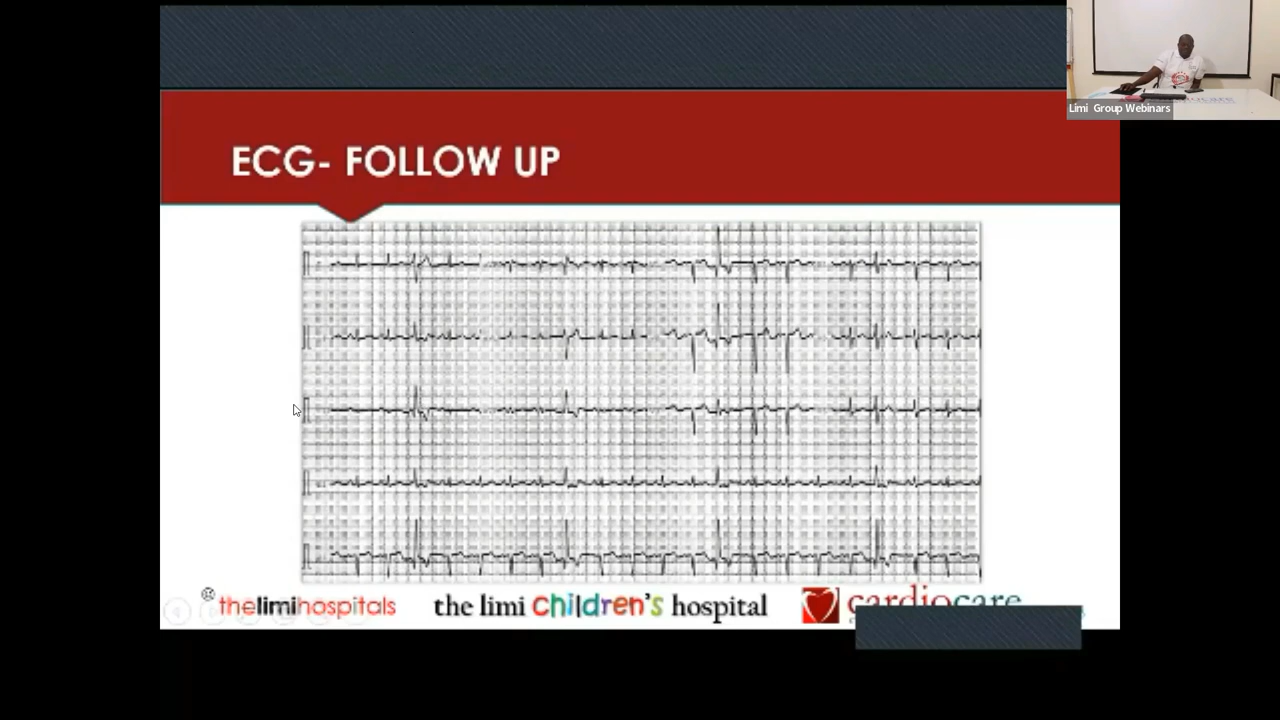 Limi Group Webinars
ECG- FOLLOW UP
thelimihospitals
the limi children's hospital
cardiocare